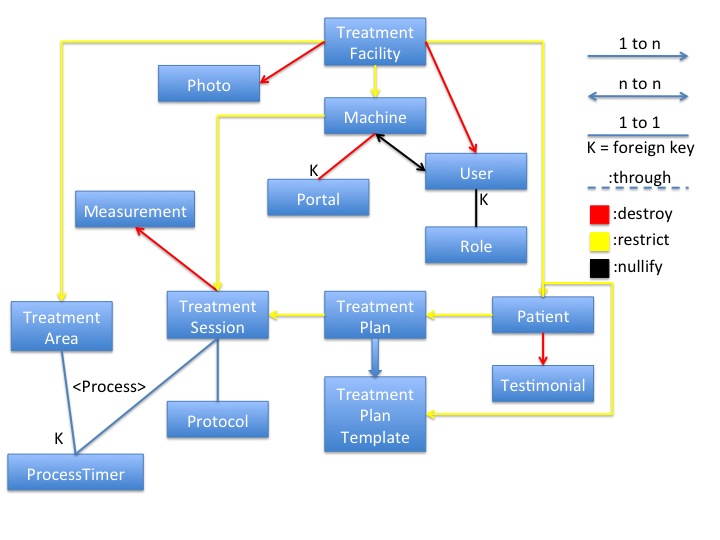 Treatment
Facility
1 to n
Photo
n to n
Machine
1 to 1
K = foreign key
K
User
:through
Portal
K
Measurement
:destroy
Role
:restrict
:nullify
Treatment
Area
Treatment
Session
Treatment
Plan
Patient
<Process>
Testimonial
Treatment
Plan
Template
Protocol
K
ProcessTimer